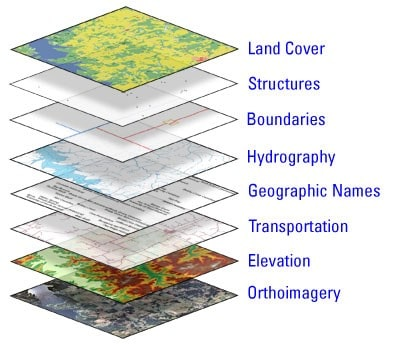 Land Cover
Structures
Boundaries
Hydrography
Geographic Names
Transportation
Elevation
Orthoimagery